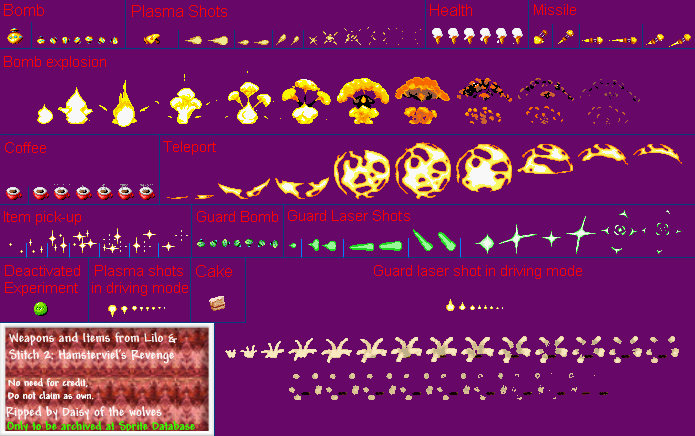 Bomb
Plasma Shots
Health
Missile
Bomb explosion
Coffee
Teleport
Item pick-up
Guard Bomb
Guard Laser Shots
Deactivated
Experiment
Plasma shots
in driving mode
Cake
Guard laser shot in driving mode
Weapons and Items from Lilo &
Stitch 2: Hamsterviel's Revenge
No need for credit,
Do not claim as own.
Ripped by Daisy of the wolves
Only to be archived at Sprite Database